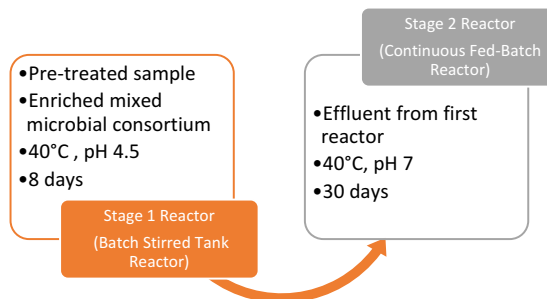 •Pre-treated sample
•Enriched mixed
microbial consortium
•40°C , pH 4.5
•8 days
Stage 1 Reactor
(Batch Stirred Tank
Reactor)
Stage 2 Reactor
(Continuous Fed-Batch
Reactor)
•Effluent from first
reactor
•40°C, pH 7
•30 days